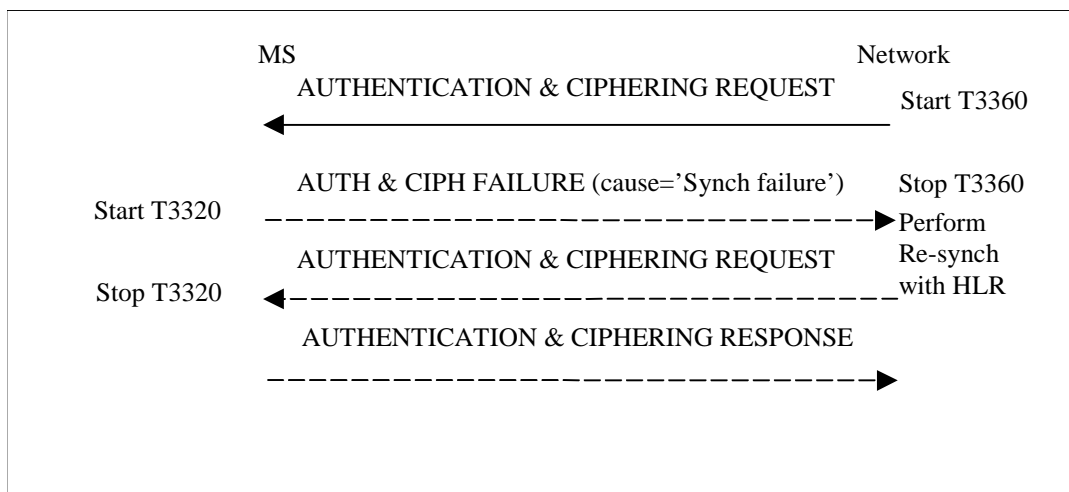 MS
Network
AUTHENTICATION & CIPHERING REQUEST
Start T3360
AUTH & CIPH FAILURE (cause=’Synch failure’)
Stop T3360
Start T3320
Perform
Re-synch
with HLR
AUTHENTICATION & CIPHERING REQUEST
Stop T3320
AUTHENTICATION & CIPHERING RESPONSE